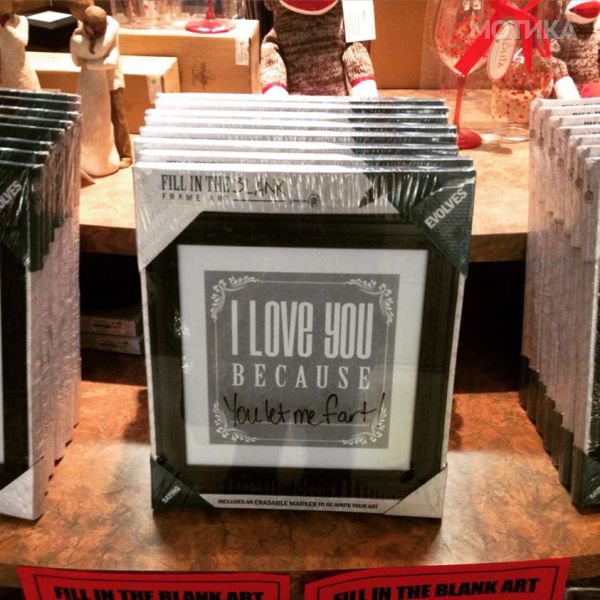 МОТИКА
FILL IN THE BLANK
FRAME ART
EVOLVES
I LOVE YOU
BECAUSE
You let me fart!
INCLUDES AN ERASABLE MARKER TO RE-WRITE YOUR ART
FILL IN THE BLANK ART
FILL IN THE BLANK ART